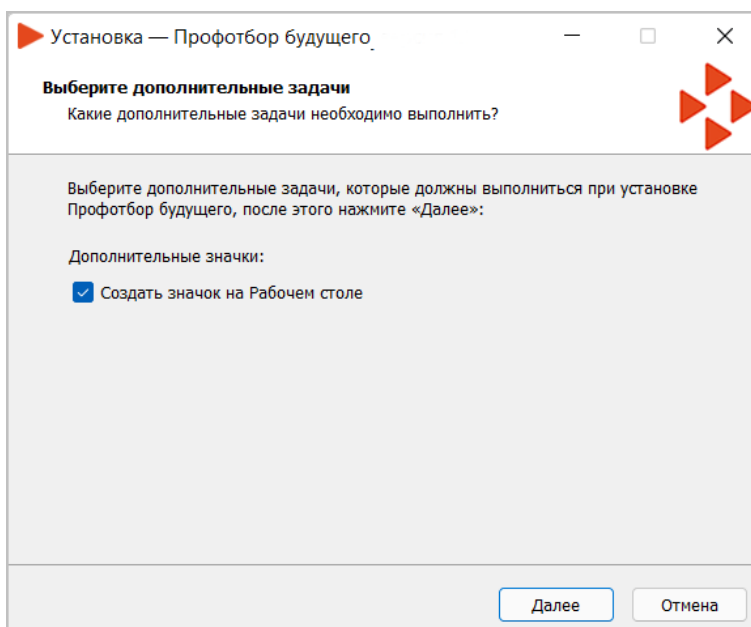 Установка — Профотбор будущего
Выберите дополнительные задачи
Какие дополнительные задачи необходимо выполнить?
Выберите дополнительные задачи, которые должны выполниться при установке
Профотбор будущего, после этого нажмите «Далее»:
Дополнительные значки:
Создать значок на Рабочем столе
Далее
Отмена